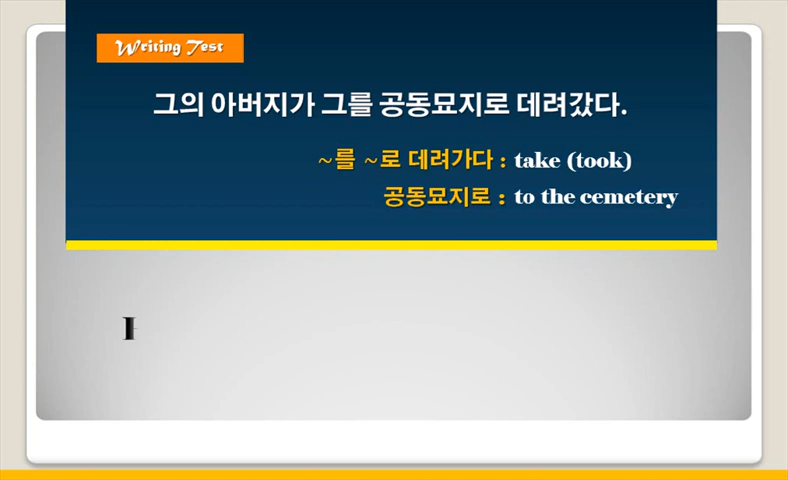 Writing Test
그의 아버지가 그를 공동묘지로 데려갔다.
~를 ~로 데려가다 : take (took)
공동묘지로 : to the cemetery